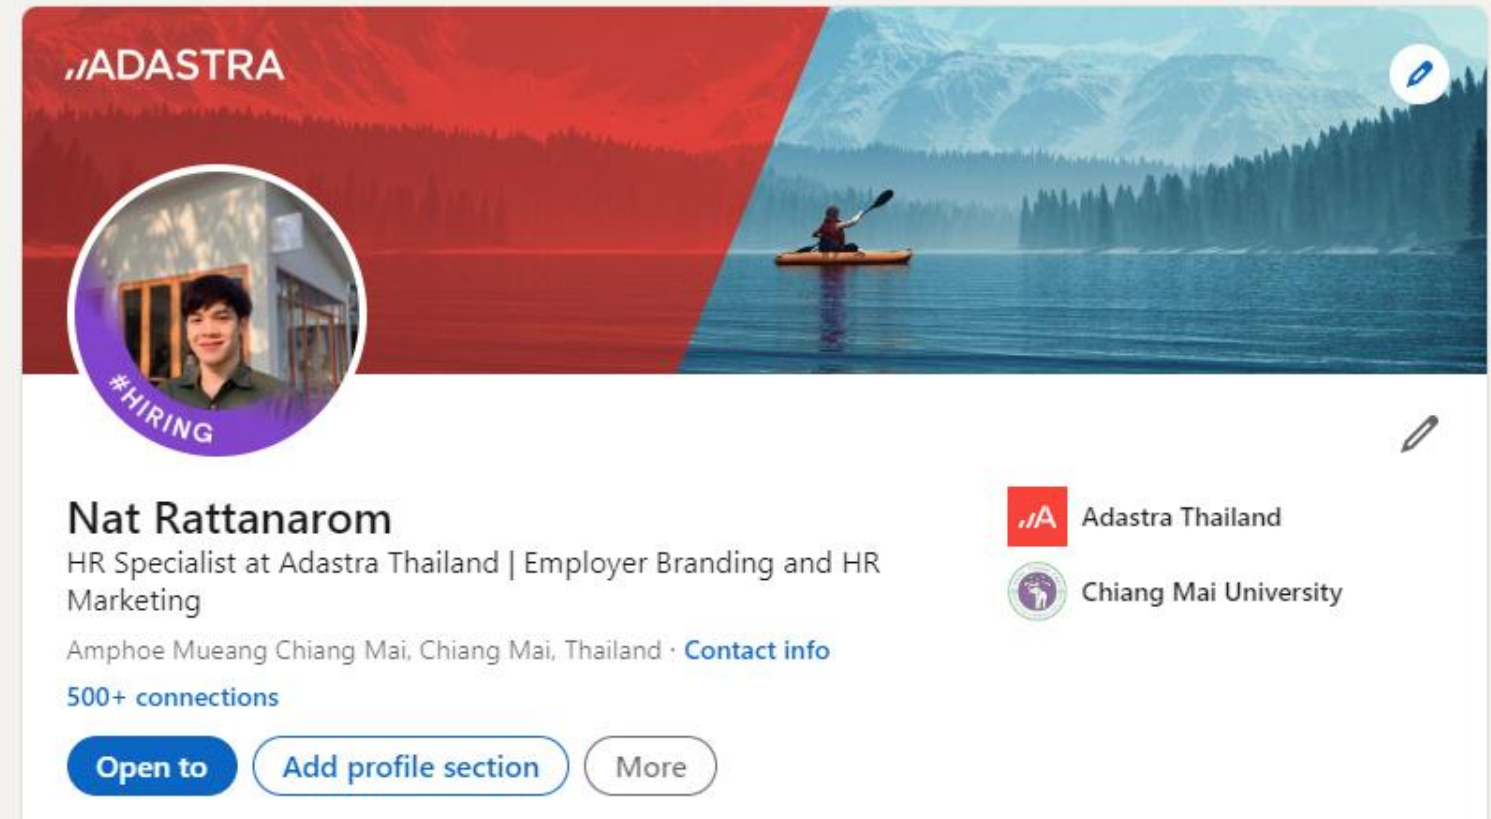 ADASTRA
#HIRING
Nat Rattanarom
HR Specialist at Adastra Thailand | Employer Branding and HR
Marketing
Amphoe Mueang Chiang Mai, Chiang Mai, Thailand · Contact info
500+ connections
Open to
Add profile section
More
A
Adastra Thailand
Chiang Mai University